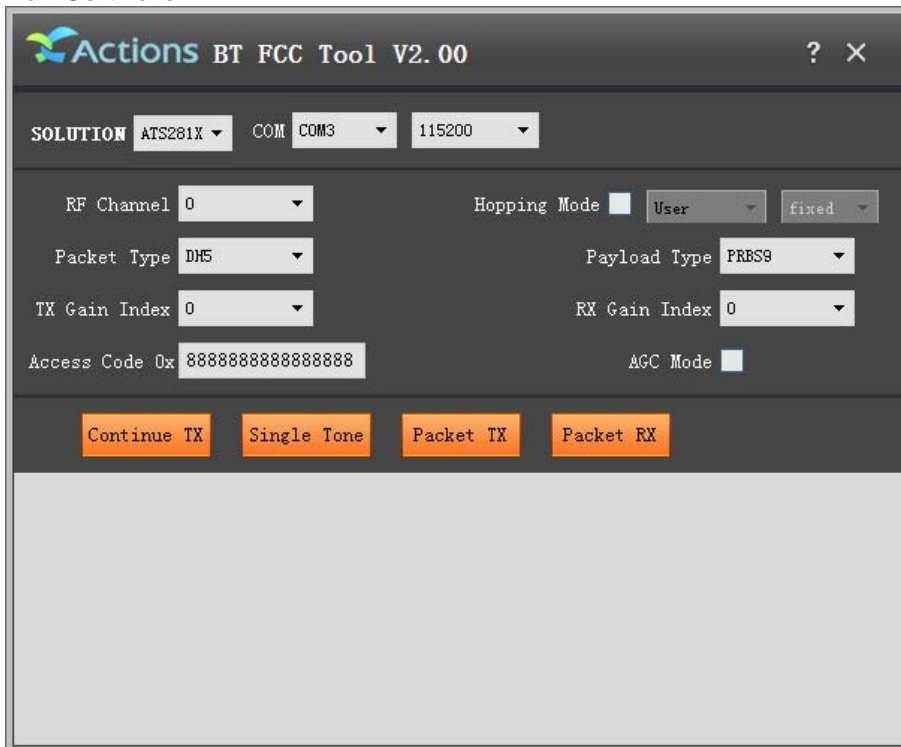 Actions BT FCC Tool V2.00 ? ×
SOLUTION ATS281X COM COM3 115200
RF Channel 0 Hopping Mode User fixed
Packet Type DH5 Payload Type PRBS9
TX Gain Index 0 RX Gain Index 0
Access Code 0x 8888888888888888 AGC Mode
Continue TX Single Tone Packet TX Packet RX